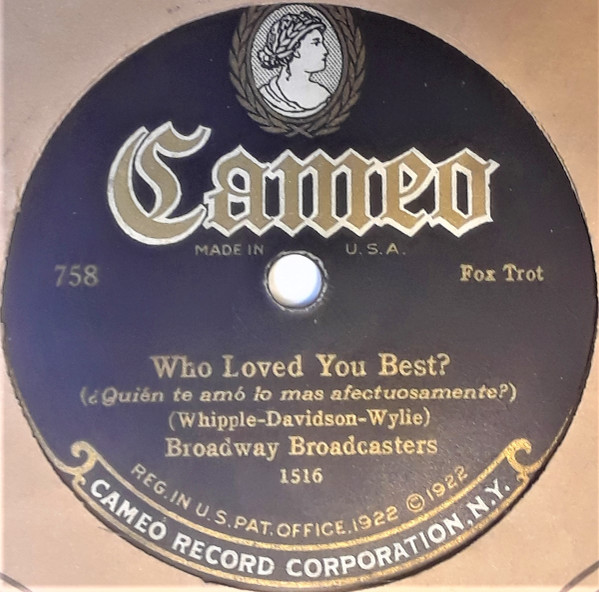 Cameo
MADE IN U.S.A.
758
Fox Trot
Who Loved You Best?
(¿Quién te amó lo mas afectuosamente?)
(Whipple-Davidson-Wylie)
Broadway Broadcasters
1516
REG. IN U.S. PAT. OFFICE. 1922 © 1922
CAMEO RECORD CORPORATION, N.Y.